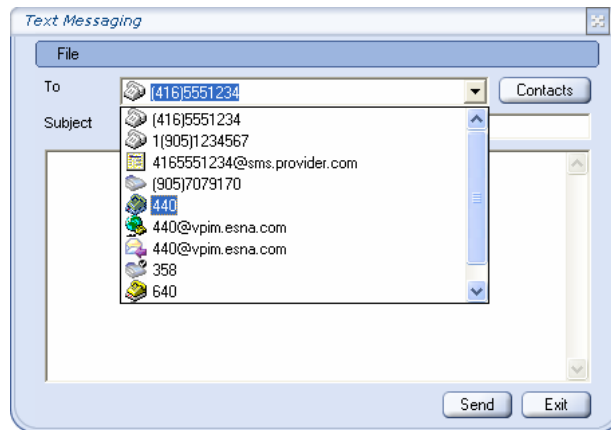 Text Messaging
File
To (416)5551234 Contacts
Subject
(416)5551234
1(905)1234567
4165551234@sms.provider.com
(905)7079170
440
440@vpim.esna.com
440@vpim.esna.com
358
640
Send Exit